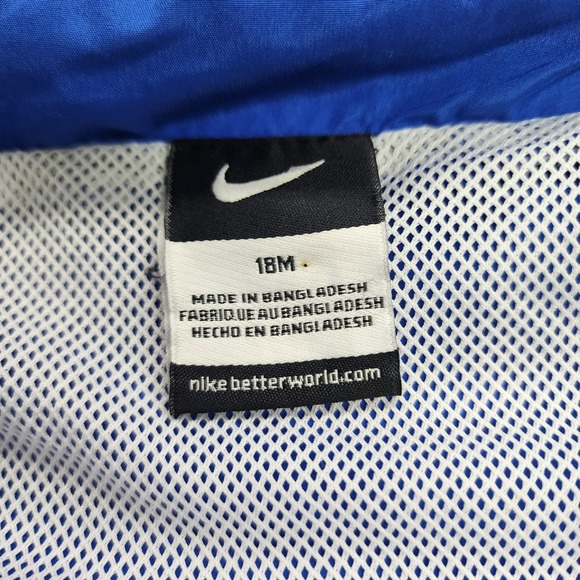 18M
MADE IN BANGLADESH
FABRIQUE AU BANGLADESH
HECHO EN BANGLADESH
nikebetterworld.com